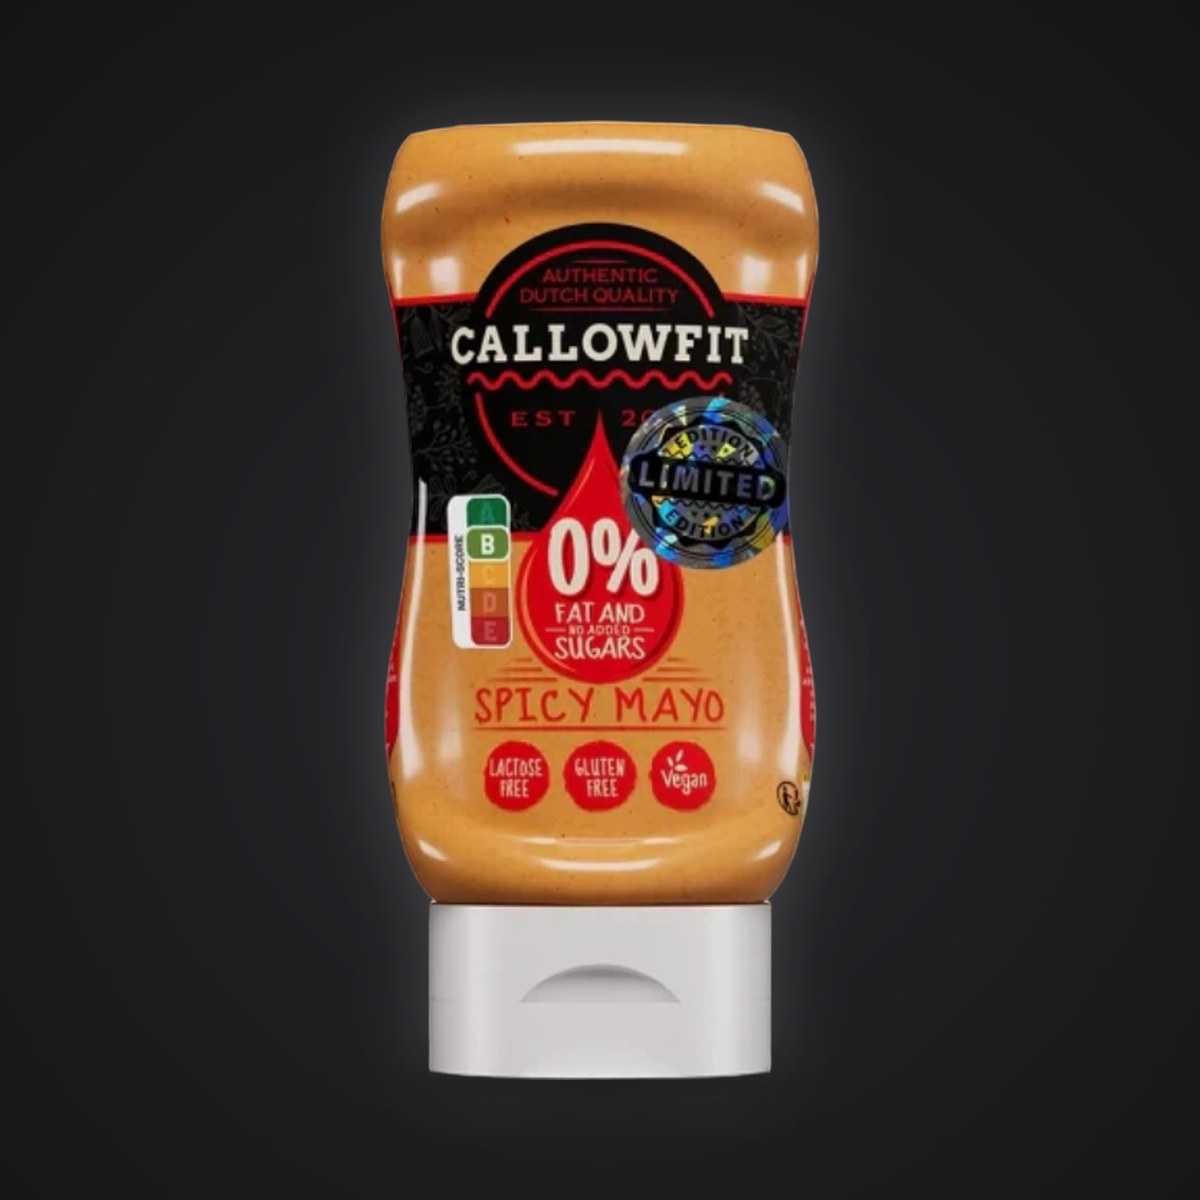 AUTHENTIC
DUTCH QUALITY
CALLOWFIT
EST
EDITION
LIMITED
EDITION
NUTRI-SCORE
A
B
C
D
E
0%
FAT AND
NO ADDED
SUGARS
SPICY MAYO
LACTOSE
FREE
GLUTEN
FREE
Vegan